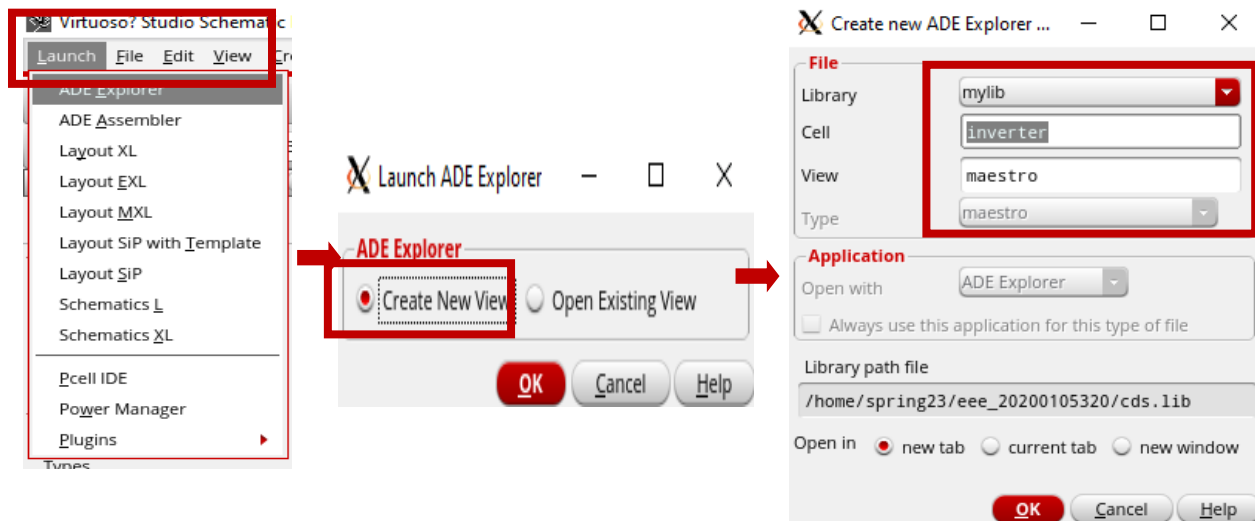 Virtuoso? Studio Schematic
Launch File Edit View Cre
ADE Explorer
ADE Assembler
Layout XL
Layout EXL
Layout MXL
Layout SiP with Template
Layout SiP
Schematics L
Schematics XL
Pcell IDE
Power Manager
Plugins
Types
Launch ADE Explorer
ADE Explorer
Create New View Open Existing View
OK Cancel Help
Create new ADE Explorer ...
File
Library mylib
Cell inverter
View maestro
Type maestro
Application
Open with ADE Explorer
Always use this application for this type of file
Library path file
/home/spring23/eee_20200105320/cds.lib
Open in new tab current tab new window
OK Cancel Help